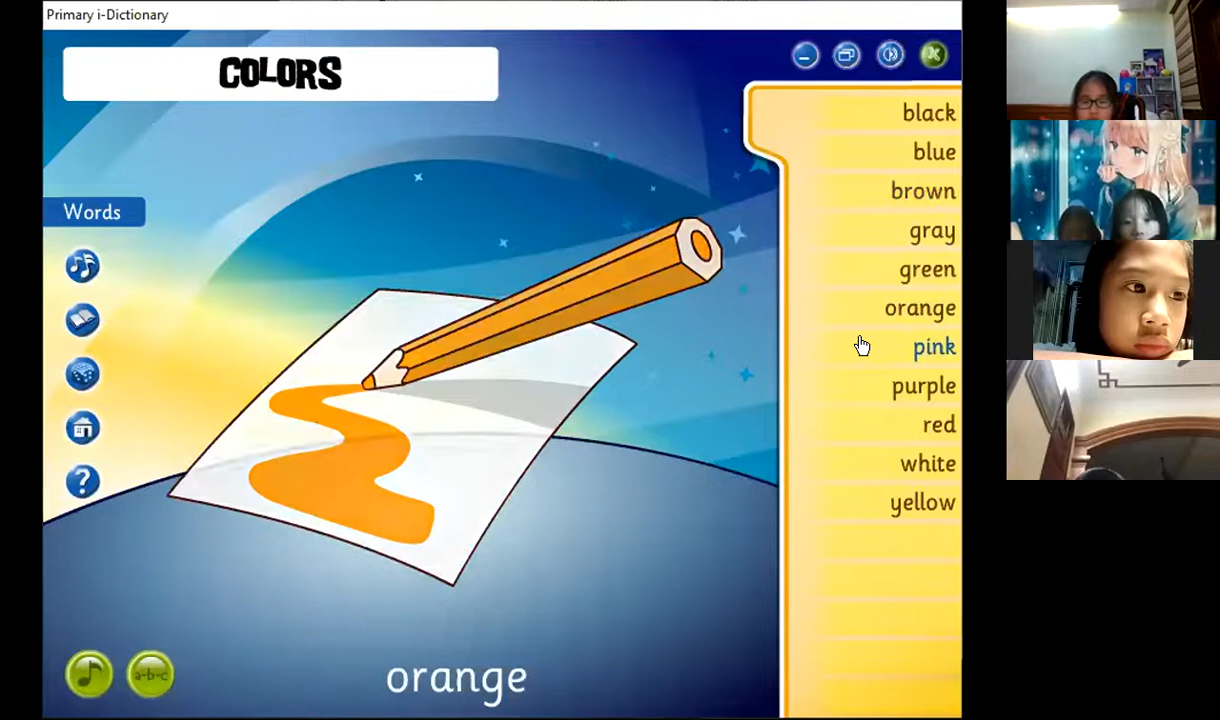 Primary i-Dictionary
COLORS
Words
black
blue
brown
gray
green
orange
pink
purple
red
white
yellow
?
a-b-c
orange